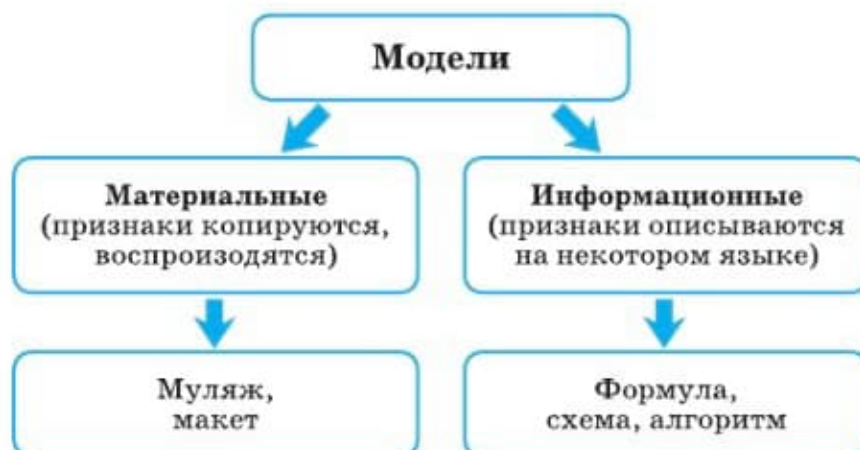 Модели
Материальные
(признаки копируются,
воспроизодятся)
Информационные
(признаки описываются
на некотором языке)
Муляж,
макет
Формула,
схема, алгоритм